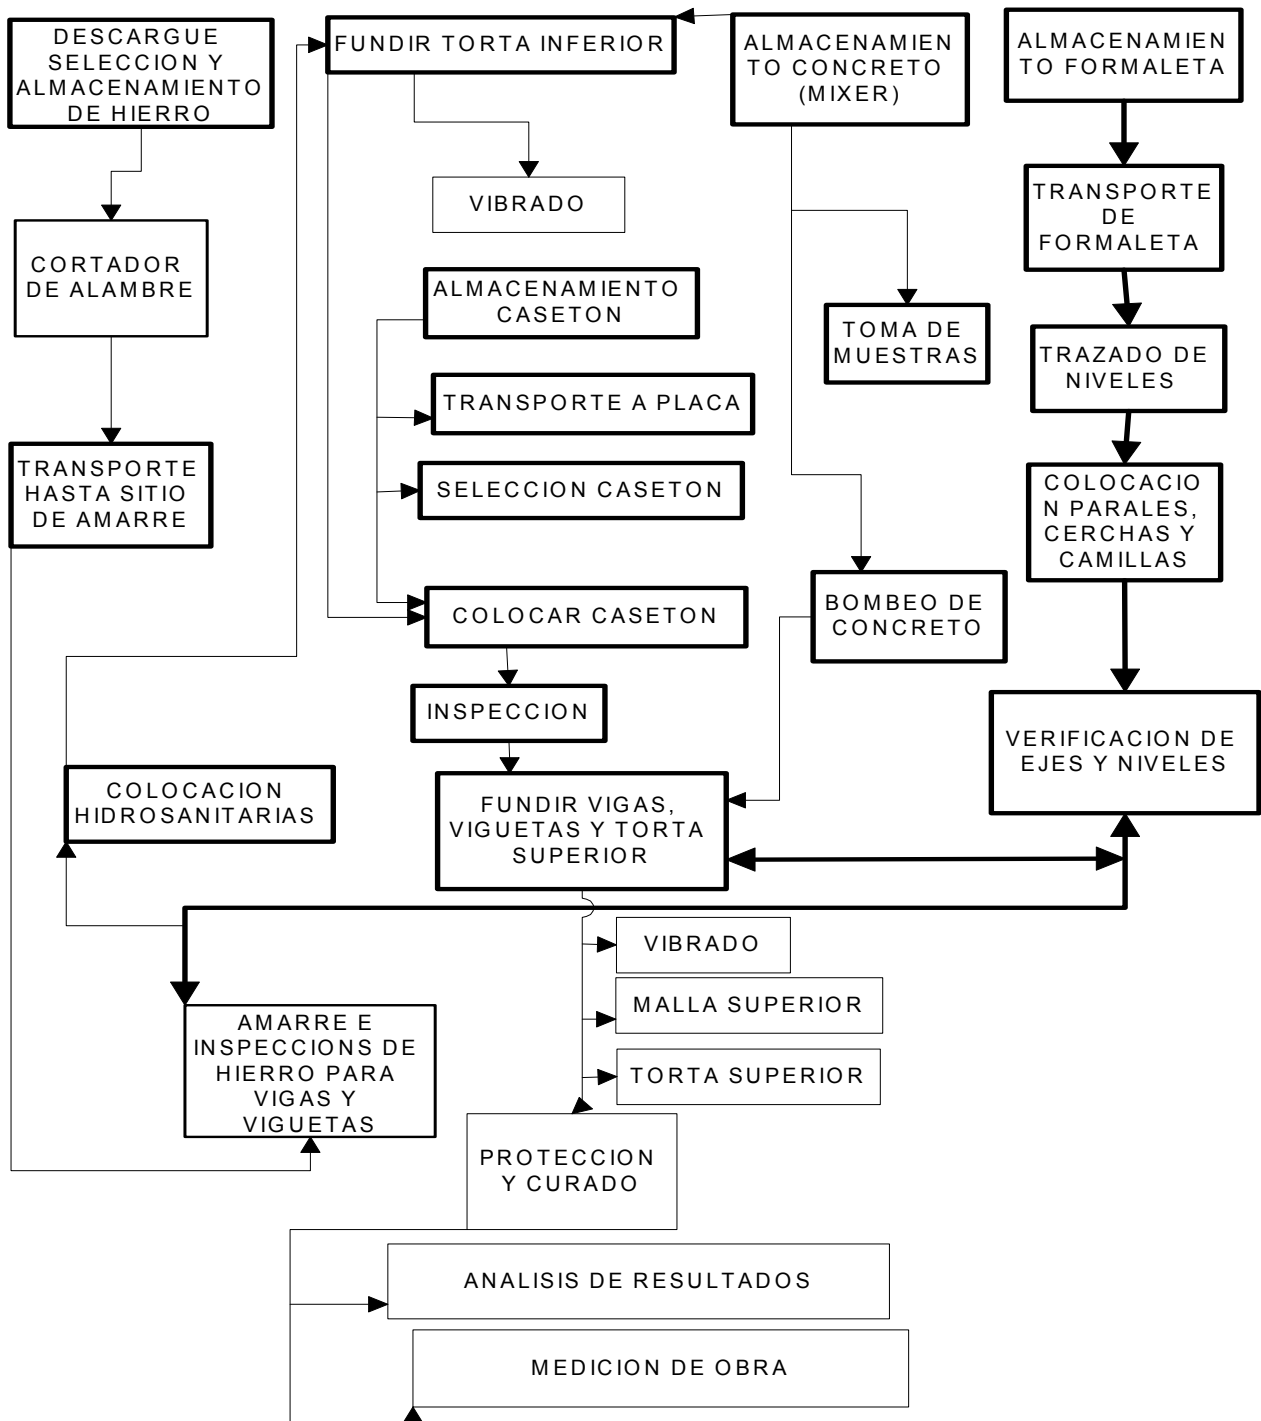 DESCARGUE
SELECCION Y
ALMACENAMIENTO
DE HIERRO
FUNDIR TORTA INFERIOR
ALMACENAMIEN
TO CONCRETO
(MIXER)
ALMACENAMIEN
TO FORMALETA
VIBRADO
TRANSPORTE
DE
FORMALETA
CORTADOR
DE ALAMBRE
ALMACENAMIENTO
CASETON
TOMA DE
MUESTRAS
TRAZADO DE
NIVELES
TRANSPORTE A PLACA
TRANSPORTE
HASTA SITIO
DE AMARRE
SELECCION CASETON
COLOCACIO
N PARALES,
CERCHAS Y
CAMILLAS
COLOCAR CASETON
BOMBEO DE
CONCRETO
INSPECCION
VERIFICACION DE
EJES Y NIVELES
COLOCACION
HIDROSANITARIAS
FUNDIR VIGAS,
VIGUETAS Y TORTA
SUPERIOR
VIBRADO
MALLA SUPERIOR
AMARRE E
INSPECCIONS DE
HIERRO PARA
VIGAS Y
VIGUETAS
TORTA SUPERIOR
PROTECCION
Y CURADO
ANALISIS DE RESULTADOS
MEDICION DE OBRA